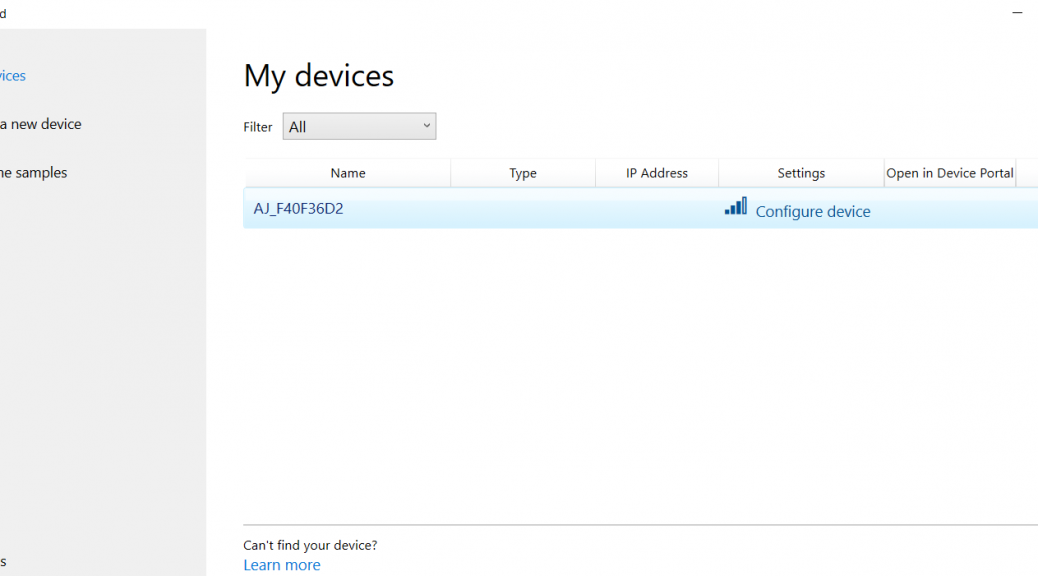 d
vices
a new device
ne samples
s
My devices
Filter All
Name Type IP Address Settings Open in Device Portal
AJ_F40F36D2 Configure device
Can't find your device?
Learn more